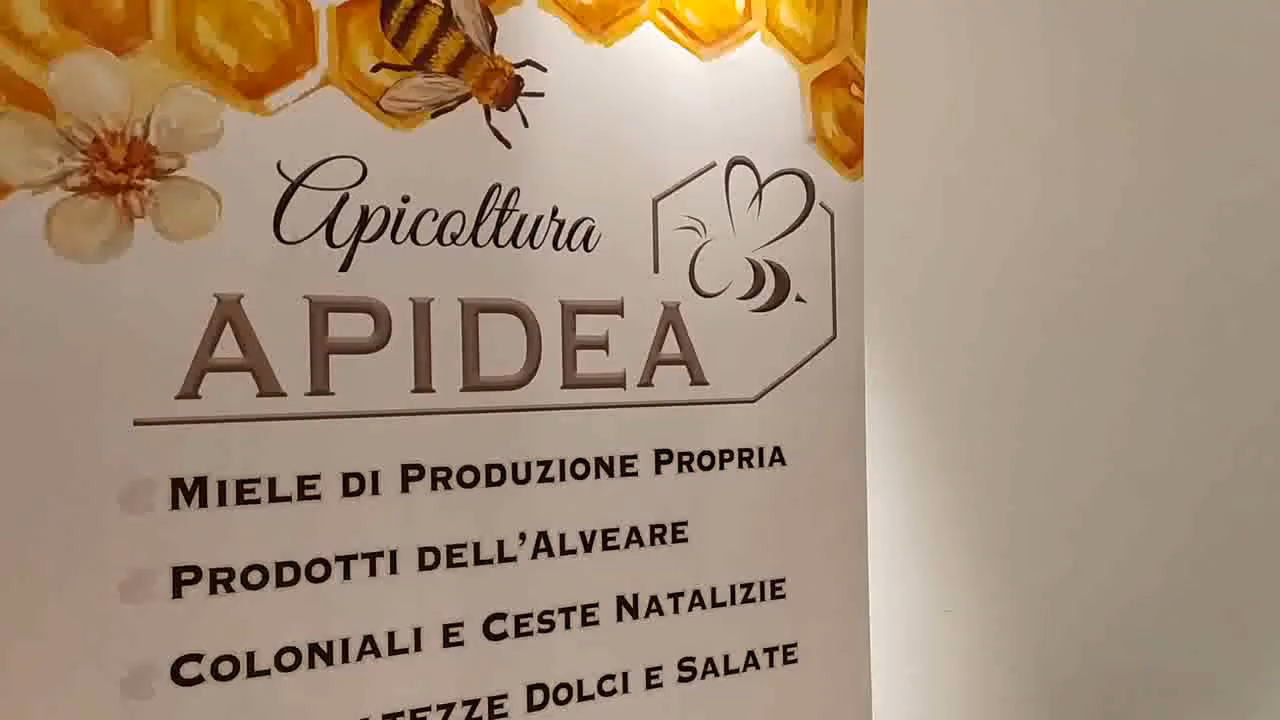 Apicoltura
APIDEA
MIELE DI PRODUZIONE PROPRIA
PRODOTTI DELL'ALVEARE
COLONIALI E CESTE NATALIZIE
DOLCI E SALATE